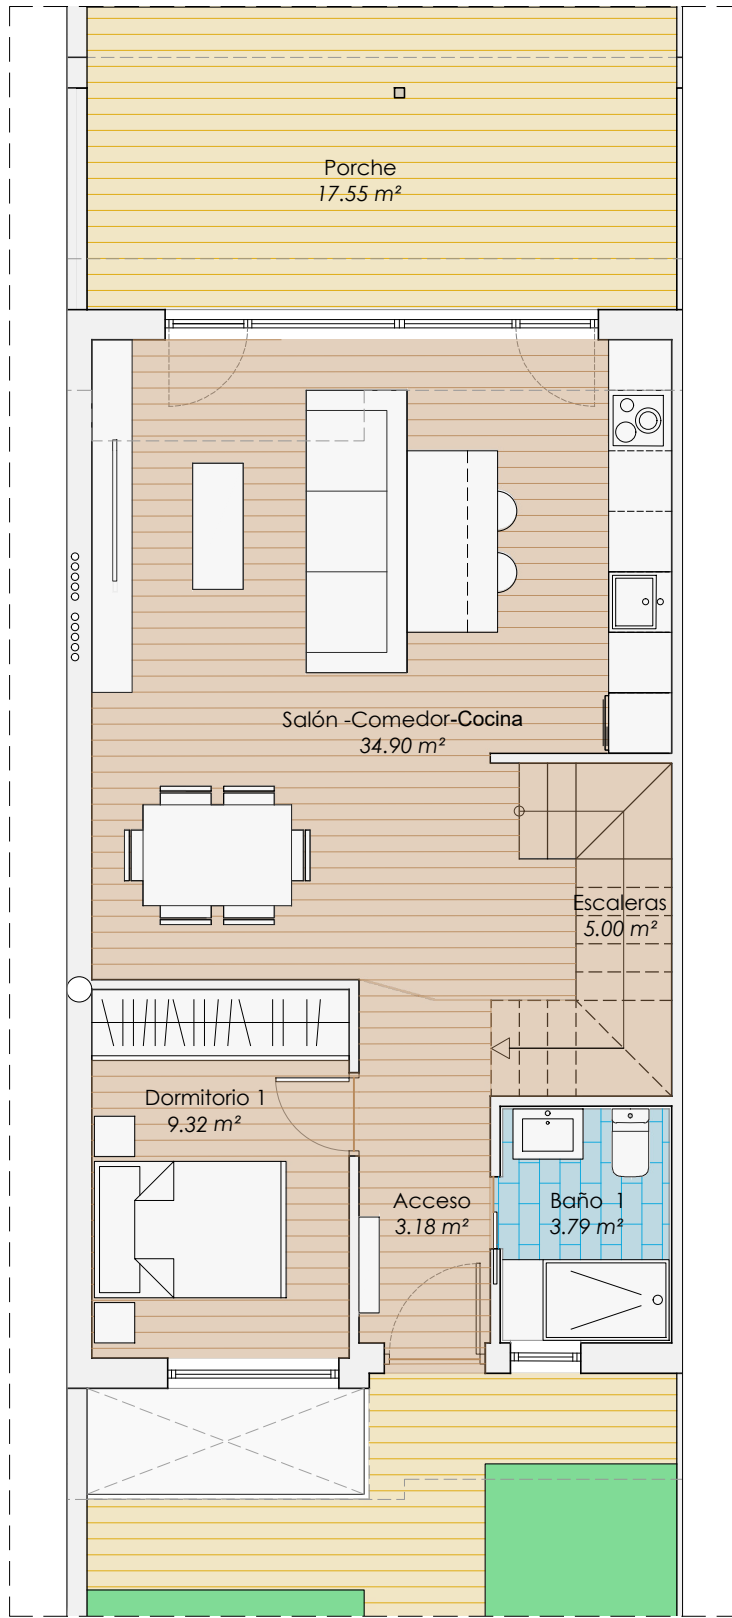 Porche
17.55 m²
Salón -Comedor-Cocina
34.90 m²
Escaleras
5.00 m²
Dormitorio 1
9.32 m²
Acceso
3.18 m²
Baño 1
3.79 m²